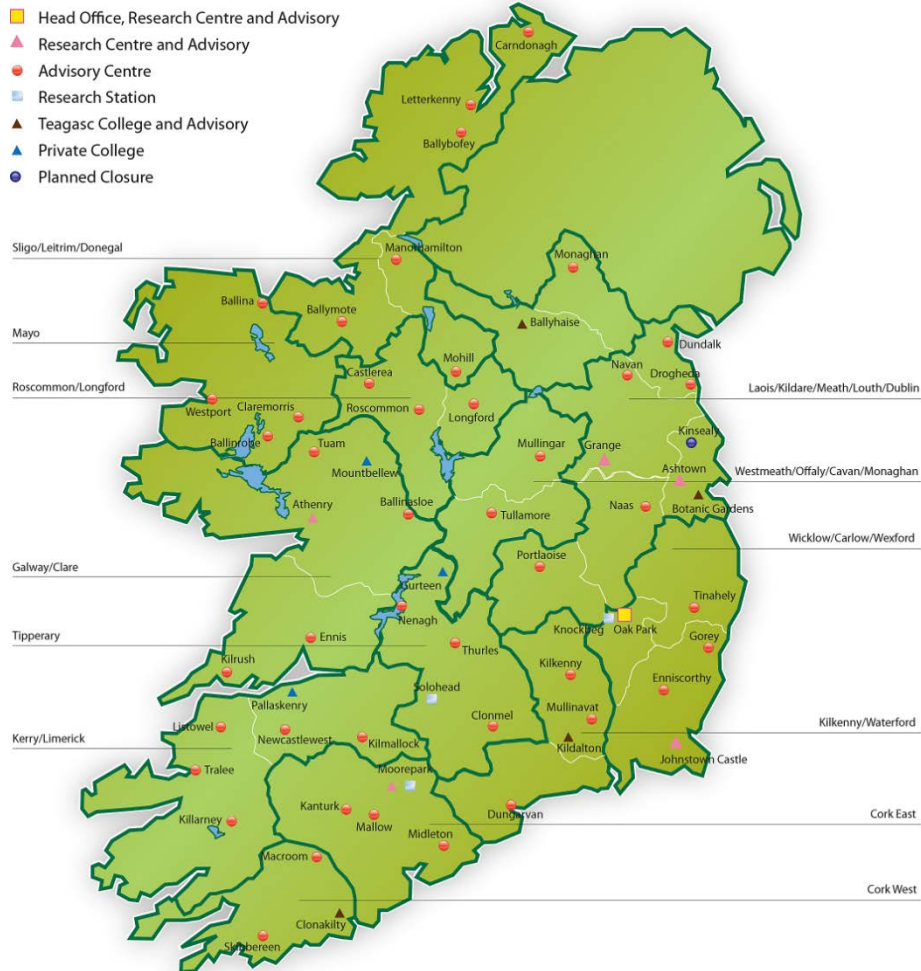 Head Office, Research Centre and Advisory
Research Centre and Advisory
Advisory Centre
Research Station
Teagasc College and Advisory
Private College
Planned Closure
Carndonagh
Letterkenny
Ballybofey
Sligo/Leitrim/Donegal
Manorhamilton
Monaghan
Ballina
Ballymote
Ballyhaise
Mayo
Dundalk
Mohill
Navan
Drogheda
Castlerea
Roscommon/Longford
Laois/Kildare/Meath/Louth/Dublin
Westport
Claremorris
Roscommon
Longford
Kinsealy
Ballinrobe
Tuam
Mullingar
Grange
Mountbellew
Ashtown
Westmeath/Offaly/Cavan/Monaghan
Athenry
Ballinasloe
Tullamore
Naas
Botanic Gardens
Wicklow/Carlow/Wexford
Portlaoise
Galway/Clare
Gurteen
Tinahely
Nenagh
Knockbeg
Oak Park
Tipperary
Ennis
Thurles
Gorey
Kilrush
Kilkenny
Solohead
Enniscorthy
Pallaskenry
Mullinavat
Clonmel
Listowel
Newcastlewest
Kilmallock
Kilkenny/Waterford
Kerry/Limerick
Kildalton
Johnstown Castle
Tralee
Moorepark
Kanturk
Dungarvan
Killarney
Mallow
Cork East
Midleton
Macroom
Cork West
Clonakilty
Skibbereen